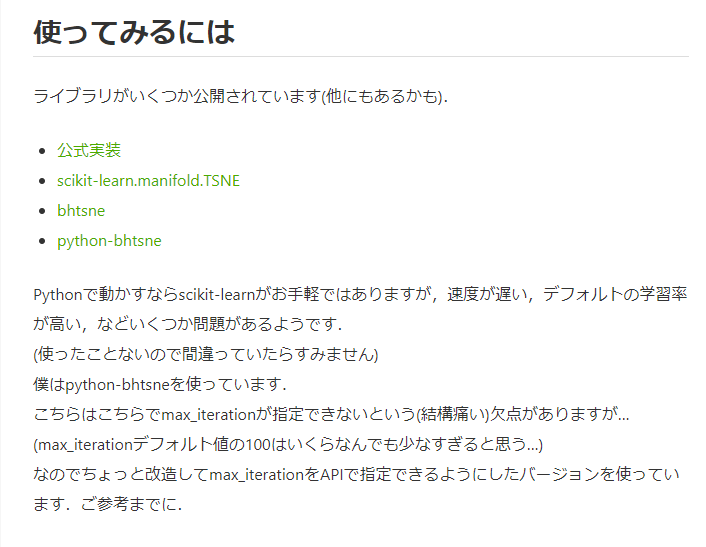 使ってみるには
ライブラリがいくつか公開されています(他にもあるかも)．
公式実装
scikit-learn.manifold.TSNE
bhtsne
python-bhtsne
Pythonで動かすならscikit-learnがお手軽ではありますが，速度が遅い，デフォルトの学習率
が高い，などいくつか問題があるようです．
(使ったことないので間違っていたらすみません)
僕はpython-bhtsneを使っています．
こちらはこちらでmax_iterationが指定できないという(結構痛い)欠点がありますが...
(max_iterationデフォルト値の100はいくらなんでも少なすぎると思う...)
なのでちょっと改造してmax_iterationをAPIで指定できるようにしたバージョンを使ってい
ます．ご参考までに．